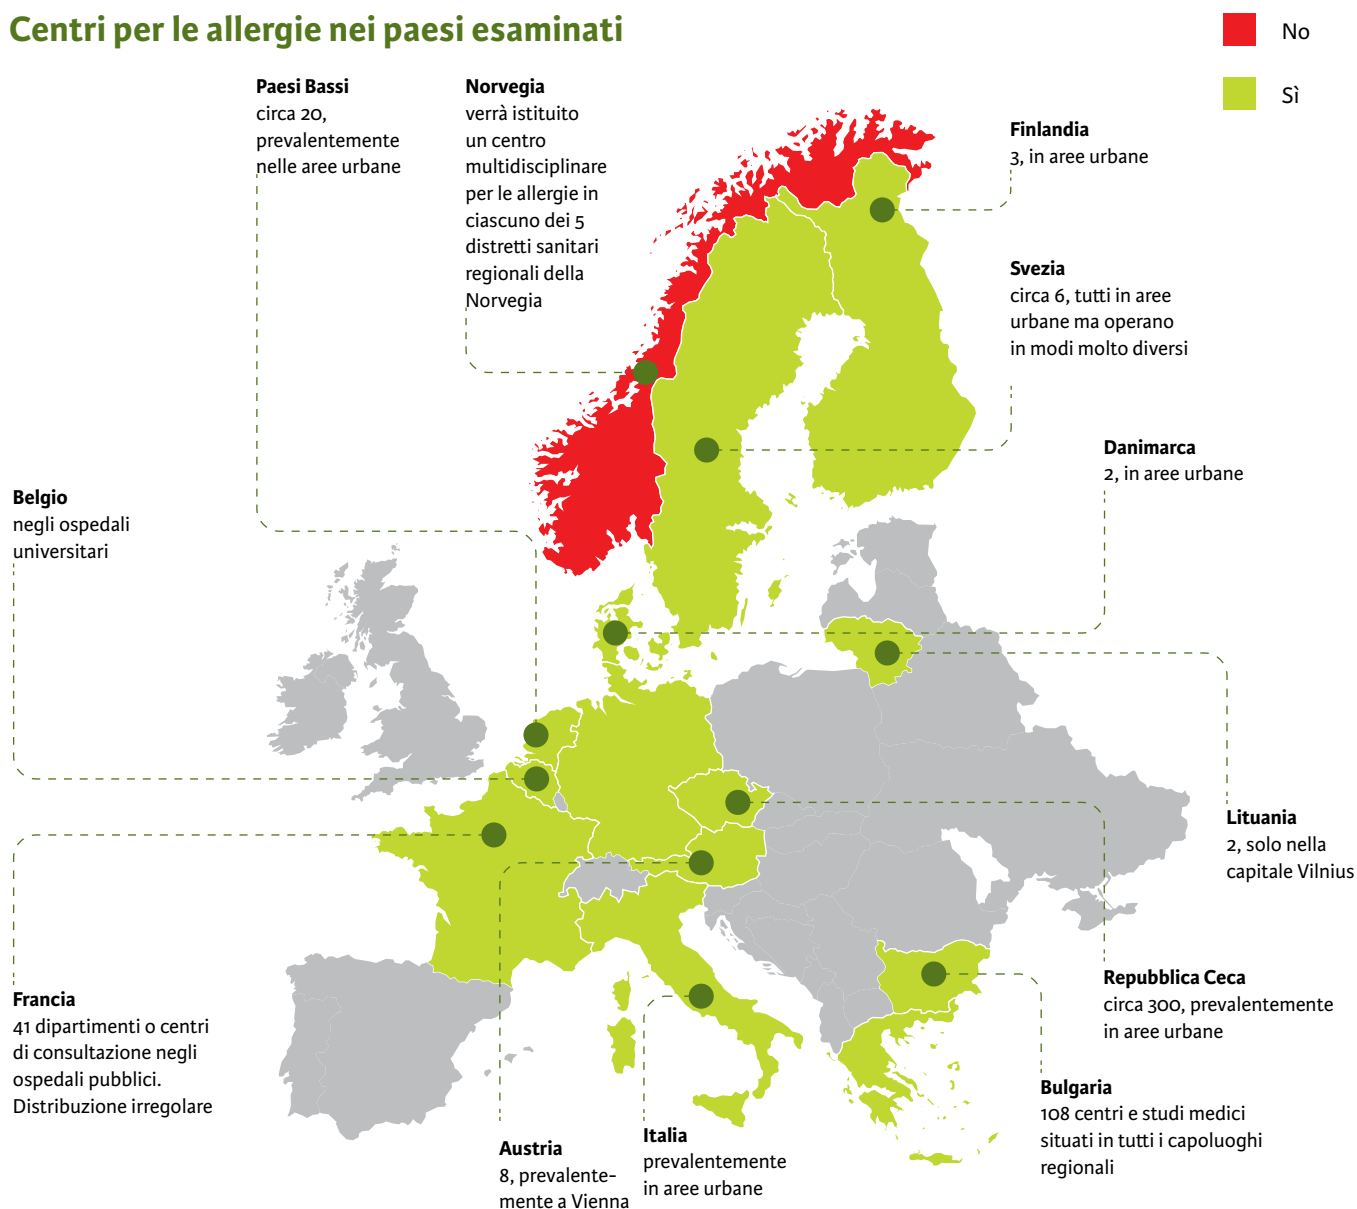 Centri per le allergie nei paesi esaminati
No
Sì
Paesi Bassi
circa 20,
prevalentemente
nelle aree urbane
Norvegia
verrà istituito
un centro
multidisciplinare
per le allergie in
ciascuno dei 5
distretti sanitari
regionali della
Norvegia
Finlandia
3, in aree urbane
Svezia
circa 6, tutti in aree
urbane ma operano
in modi molto diversi
Danimarca
2, in aree urbane
Belgio
negli ospedali
universitari
Lituania
2, solo nella
capitale Vilnius
Repubblica Ceca
circa 300, prevalentemente
in aree urbane
Francia
41 dipartimenti o centri
di consultazione negli
ospedali pubblici.
Distribuzione irregolare
Bulgaria
108 centri e studi medici
situati in tutti i capoluoghi
regionali
Austria
8, prevalente-
mente a Vienna
Italia
prevalentemente
in aree urbane